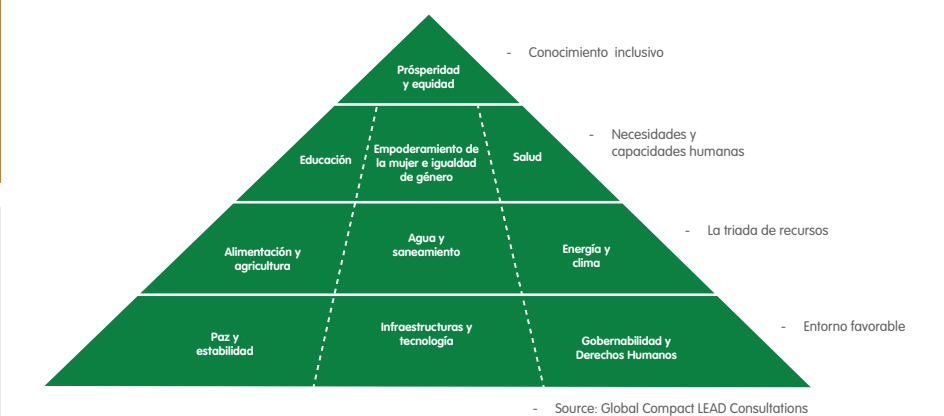 Prósperidad
y equidad
- Conocimiento inclusivo
Educación
Empoderamiento de
la mujer e igualdad
de género
Salud
- Necesidades y
capacidades humanas
Alimentación y
agricultura
Agua y
saneamiento
Energía y
clima
- La triada de recursos
Paz y
estabilidad
Infraestructuras y
tecnología
Gobernabilidad y
Derechos Humanos
- Entorno favorable
- Source: Global Compact LEAD Consultations